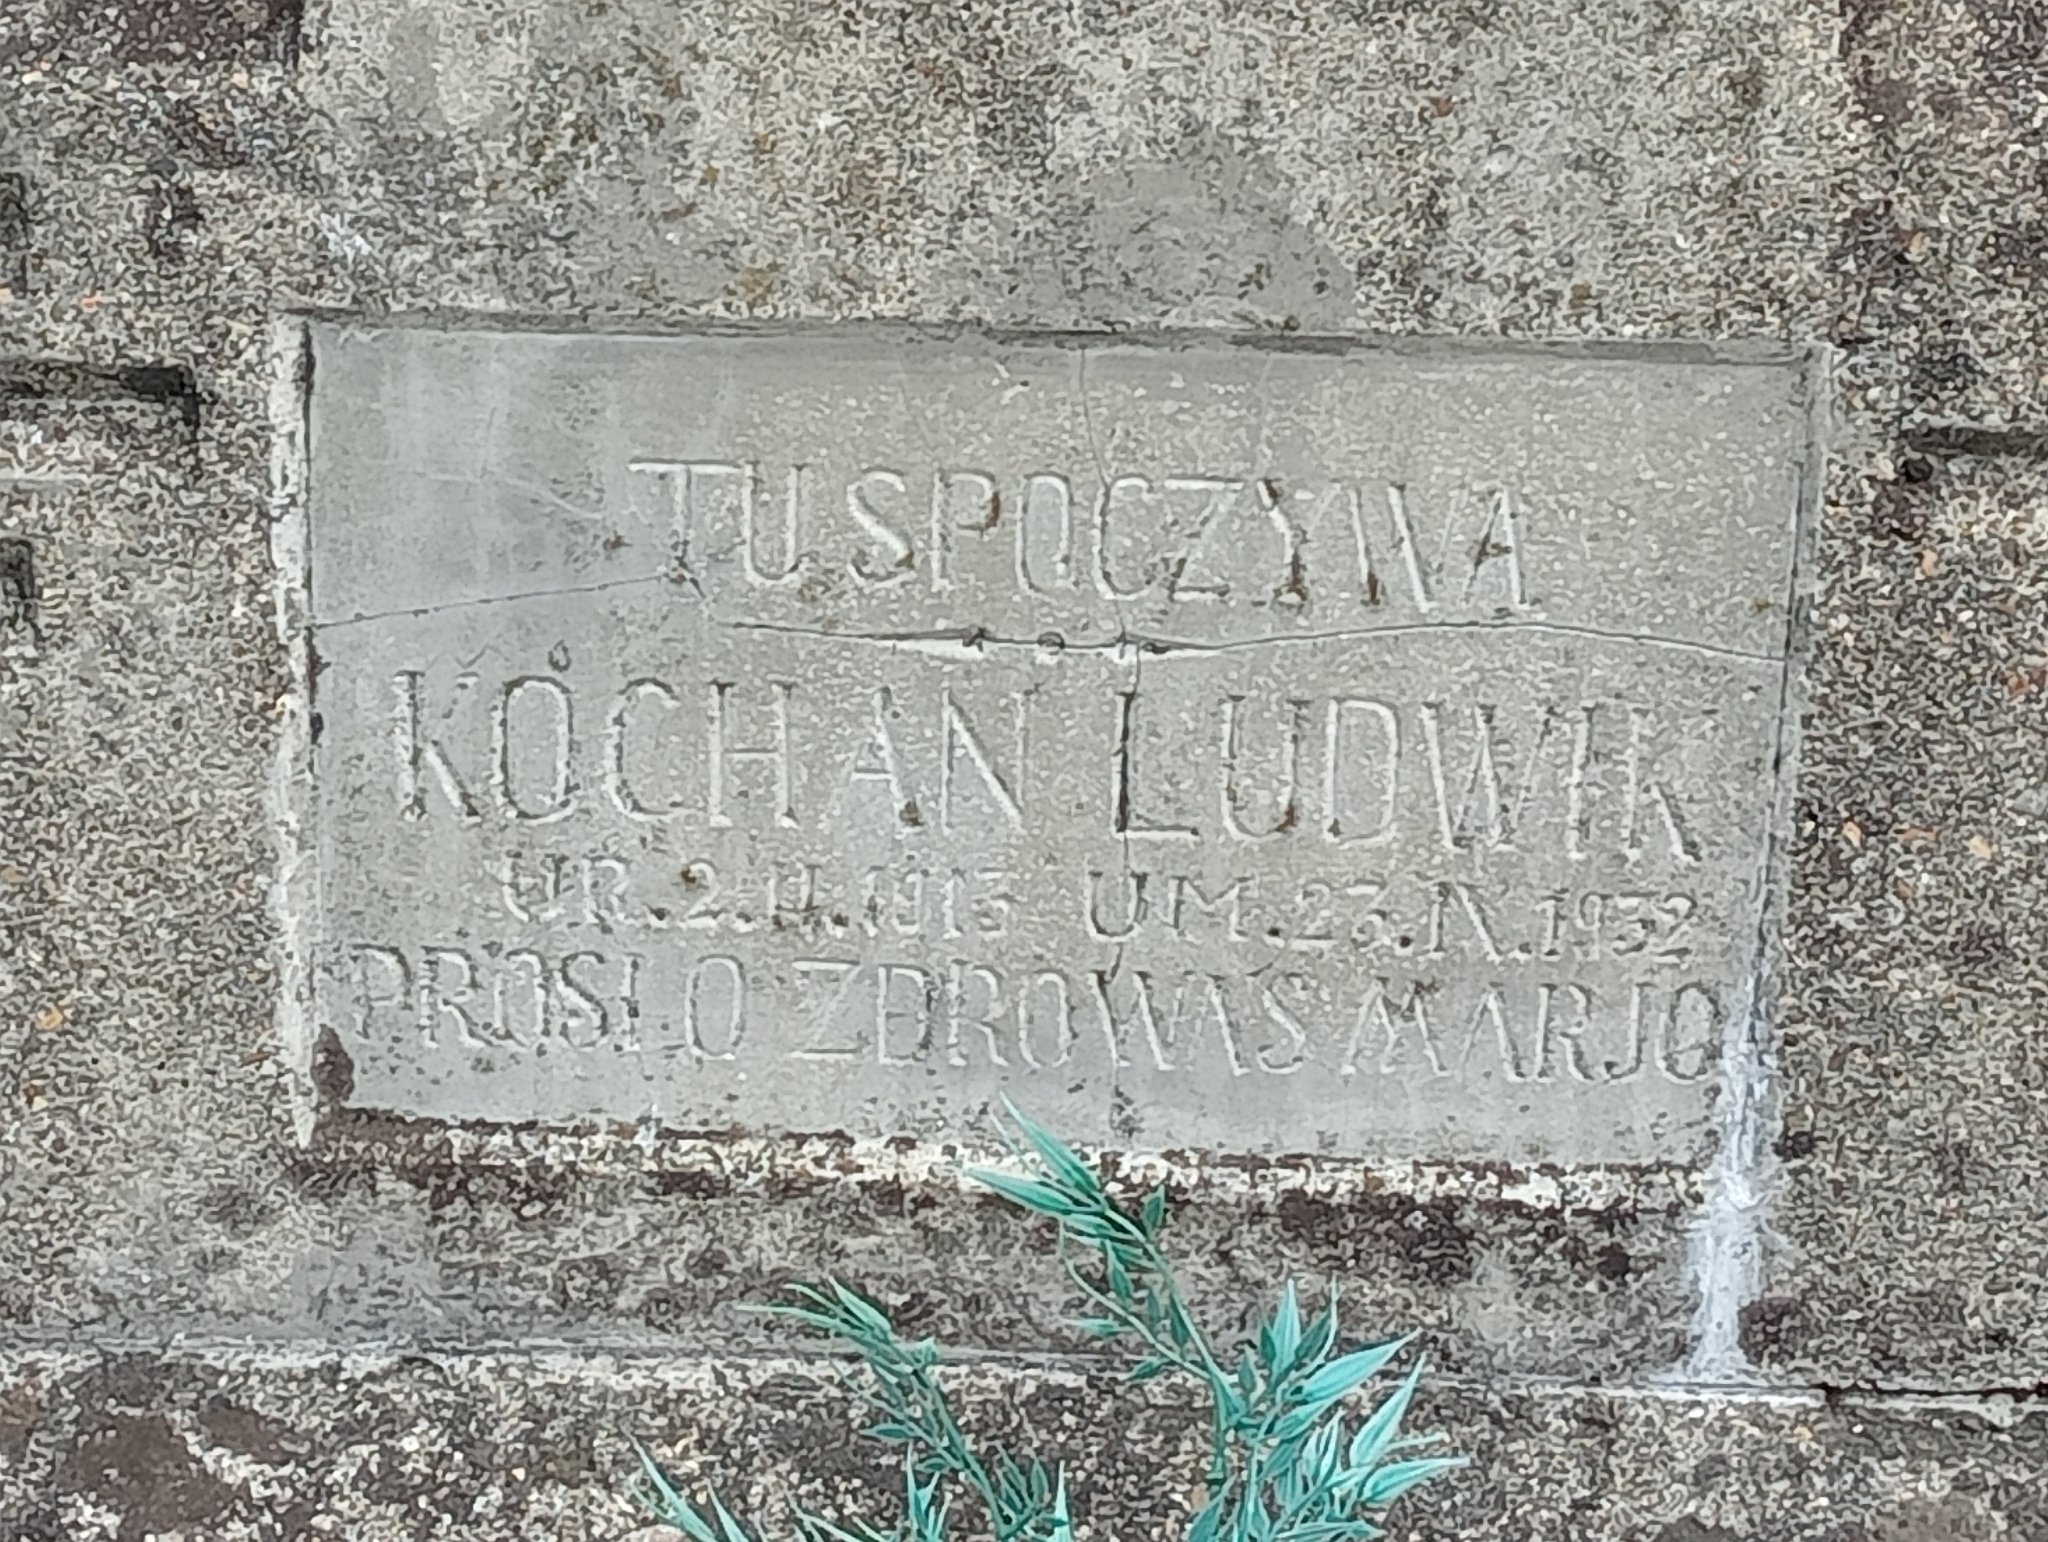 TU SPOCZYWA
KOCHAN LUDWIK
UR. 2. II. 1913 UM. 23. IV. 1932
PROSI O ZDROWAŚ MARJO